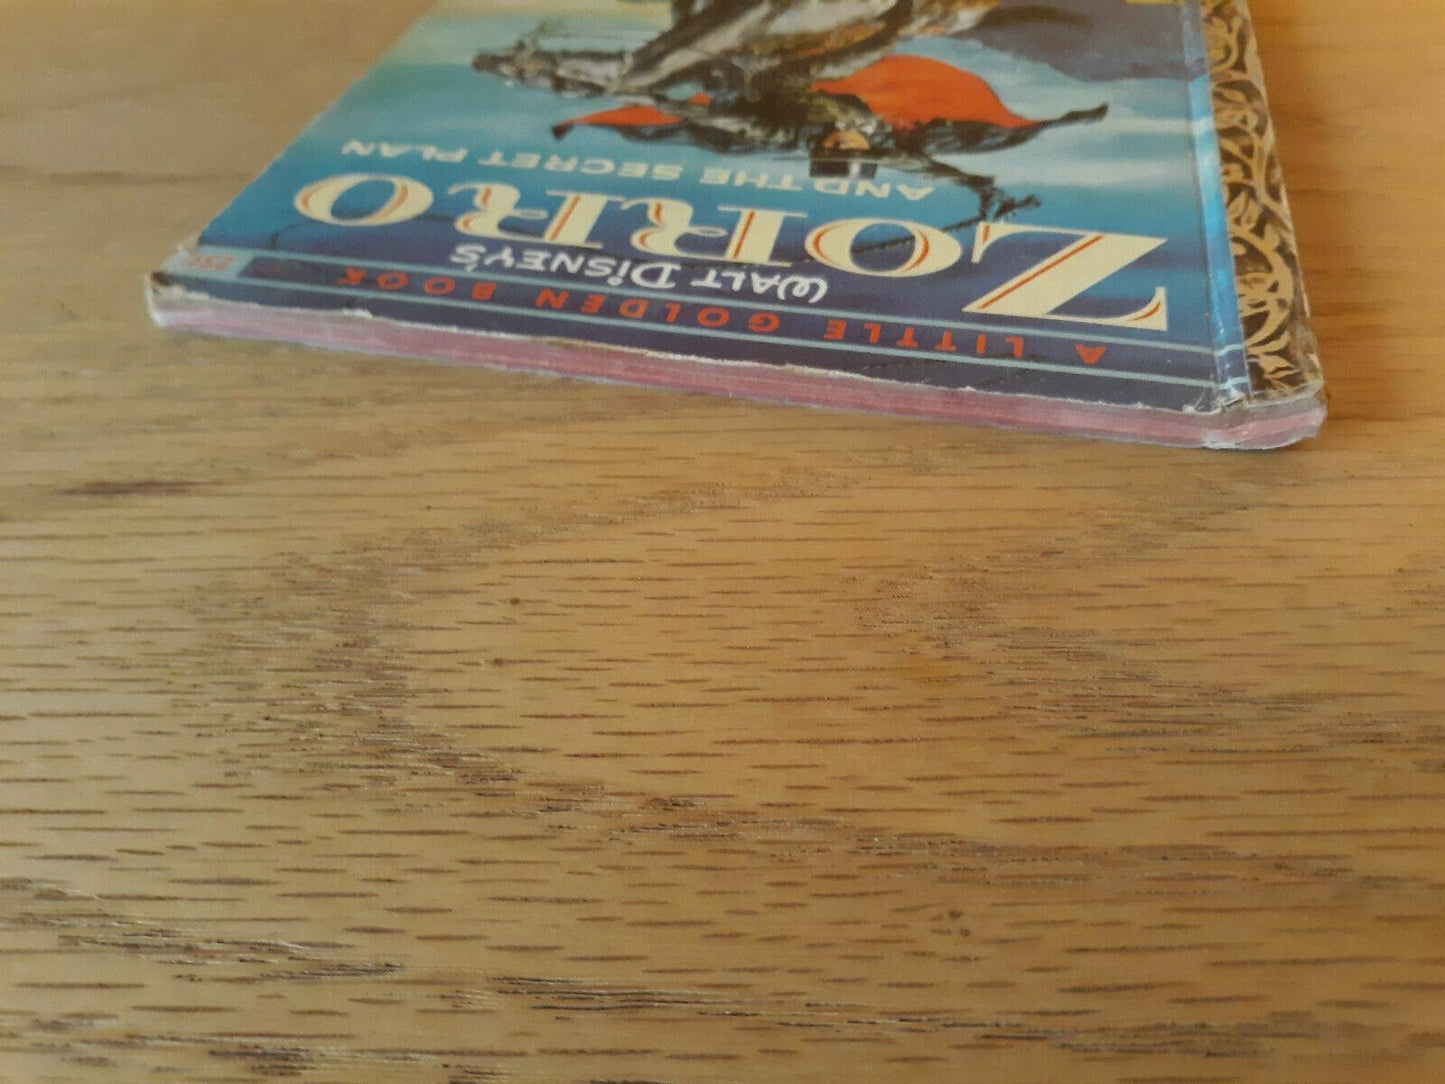 A LITTLE GOLDEN BOOK
WALT DISNEY'S
ZORRO
AND THE SECRET PLAN